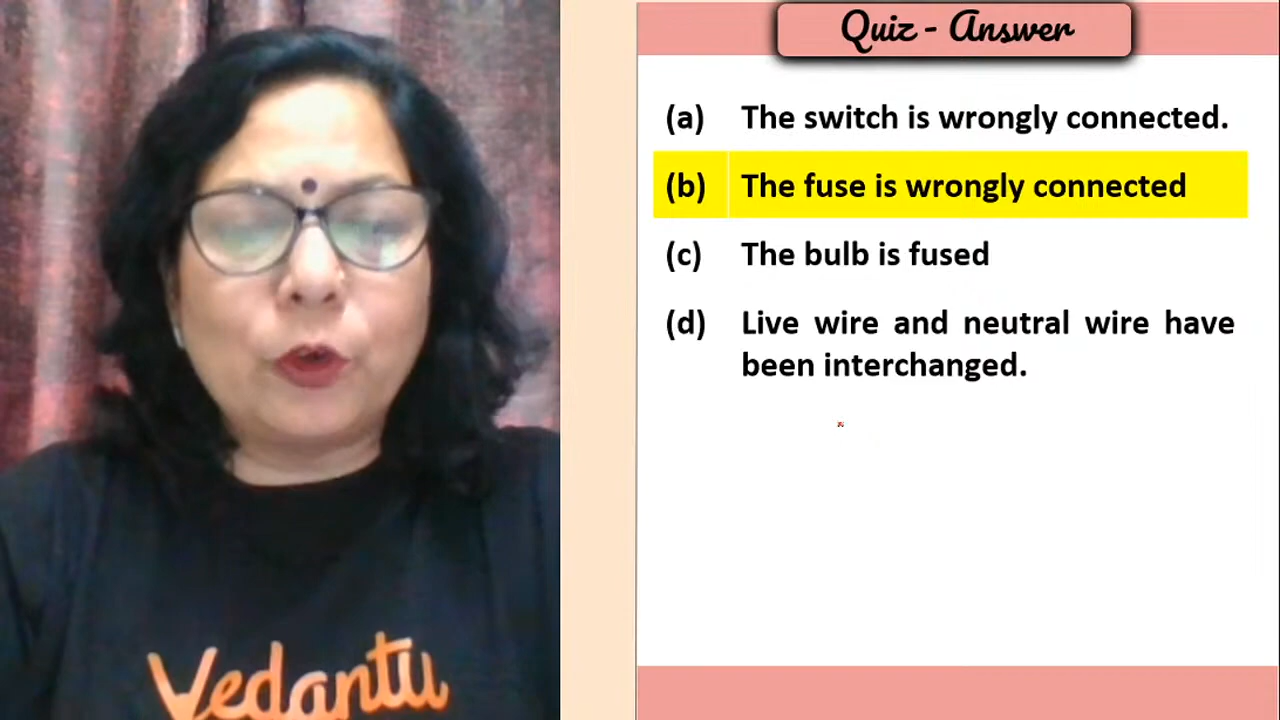 Quiz - Answer
(a) The switch is wrongly connected.
(b) The fuse is wrongly connected
(c) The bulb is fused
(d) Live wire and neutral wire have
been interchanged.
Vedantu